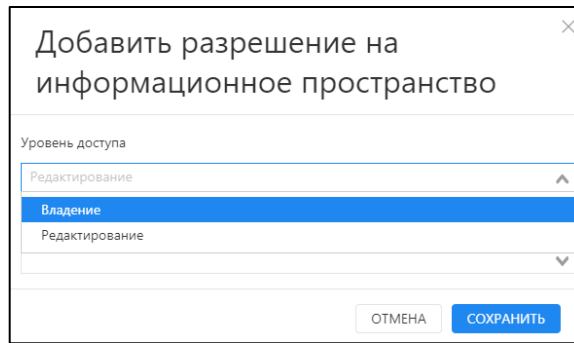 Добавить разрешение на
информационное пространство
Уровень доступа
Редактирование
Владение
Редактирование
ОТМЕНА
СОХРАНИТЬ